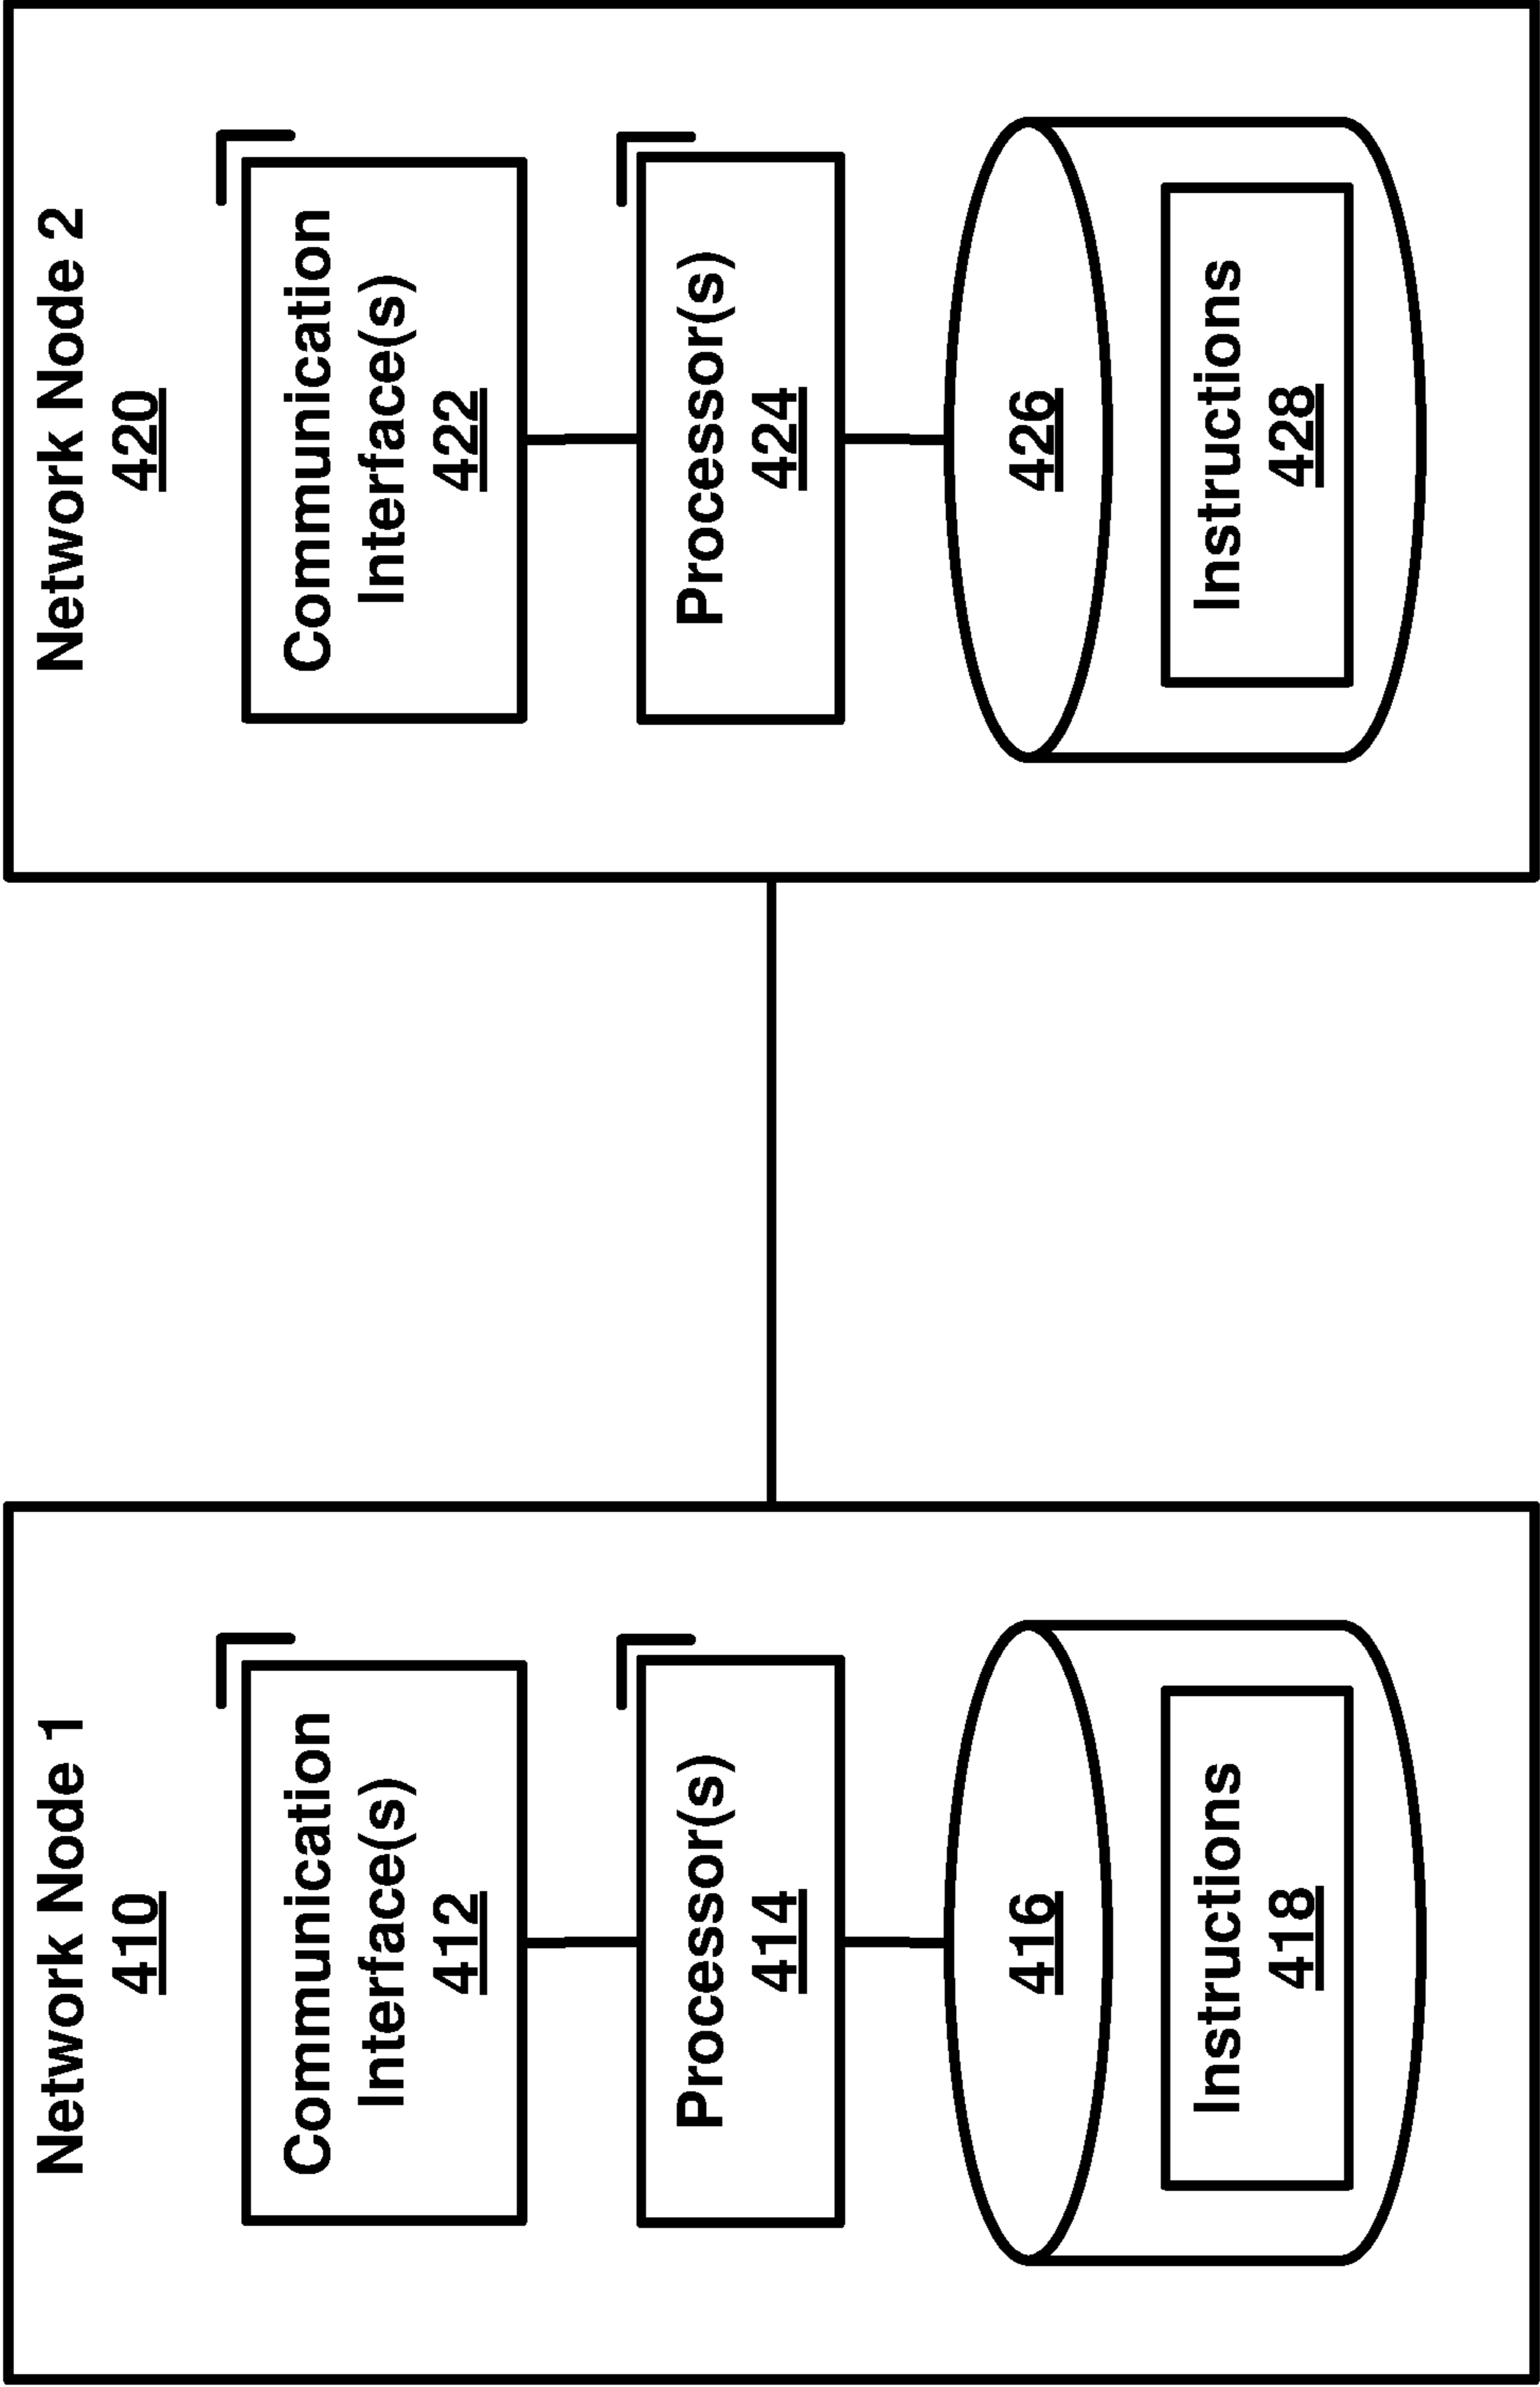 Network Node 1
410
Communication
Interface(s)
412
Processor(s)
414
416
Instructions
418
Network Node 2
420
Communication
Interface(s)
422
Processor(s)
424
426
Instructions
428